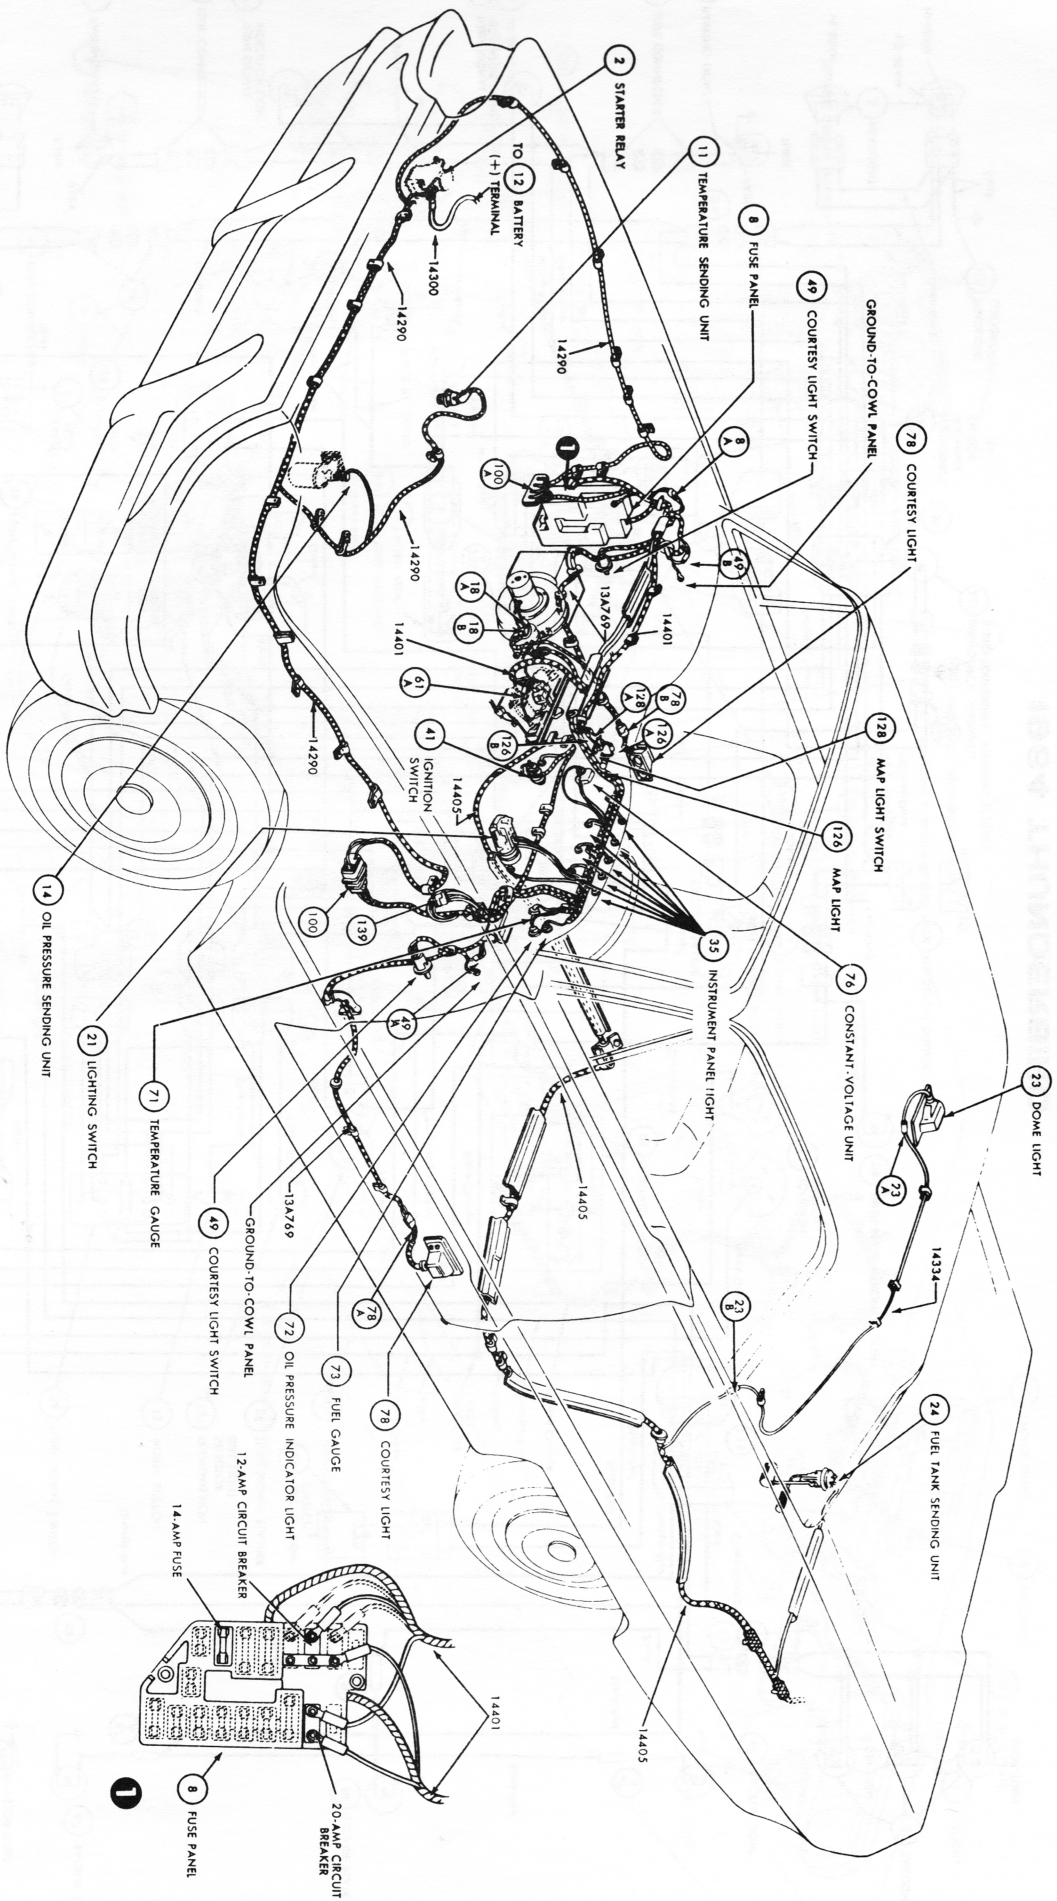 2 STARTER RELAY
TO 12 BATTERY
(+) TERMINAL
14300
14290
11 TEMPERATURE SENDING UNIT
8 FUSE PANEL
49 COURTESY LIGHT SWITCH
GROUND-TO-COWL PANEL
78 COURTESY LIGHT
14290
8
A
1
100
A
49
B
14290
18
A
18
B
13A769
14401
14401
61
A
128
A
78
B
126
A
126
B
41
IGNITION
SWITCH
14405
14290
128 MAP LIGHT SWITCH
126 MAP LIGHT
76 CONSTANT-VOLTAGE UNIT
35 INSTRUMENT PANEL LIGHT
23 DOME LIGHT
23
A
14334
23
B
24 FUEL TANK SENDING UNIT
100
139
49
A
14405
14 OIL PRESSURE SENDING UNIT
21 LIGHTING SWITCH
71 TEMPERATURE GAUGE
13A769
49 COURTESY LIGHT SWITCH
GROUND-TO-COWL PANEL
72 OIL PRESSURE INDICATOR LIGHT
73 FUEL GAUGE
78
A
78 COURTESY LIGHT
14405
12-AMP CIRCUIT BREAKER
14-AMP FUSE
14401
20-AMP CIRCUIT
BREAKER
8 FUSE PANEL
1